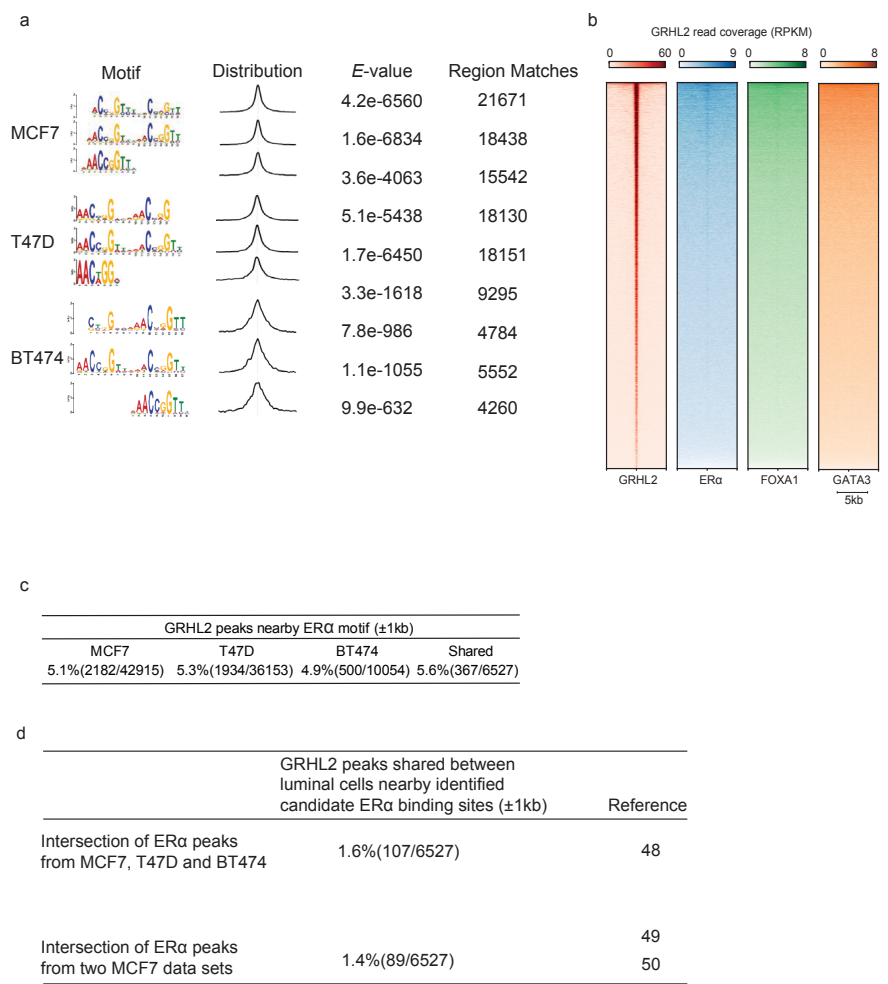 a
Motif Distribution E-value Region Matches
MCF7
4.2e-6560 21671
1.6e-6834 18438
3.6e-4063 15542
T47D
5.1e-5438 18130
1.7e-6450 18151
3.3e-1618 9295
BT474
7.8e-986 4784
1.1e-1055 5552
9.9e-632 4260
b
GRHL2 read coverage (RPKM)
0 60 0 9 0 8 0 8
GRHL2 ERα FOXA1 GATA3
5kb
c
GRHL2 peaks nearby ERα motif (±1kb)
MCF7 T47D BT474 Shared
5.1%(2182/42915) 5.3%(1934/36153) 4.9%(500/10054) 5.6%(367/6527)
d
GRHL2 peaks shared between
luminal cells nearby identified
candidate ERα binding sites (±1kb) Reference
Intersection of ERα peaks
from MCF7, T47D and BT474 1.6%(107/6527) 48
Intersection of ERα peaks
from two MCF7 data sets 1.4%(89/6527) 49
50